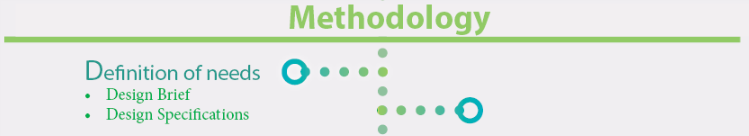 Methodology
Definition of needs
• Design Brief
• Design Specifications